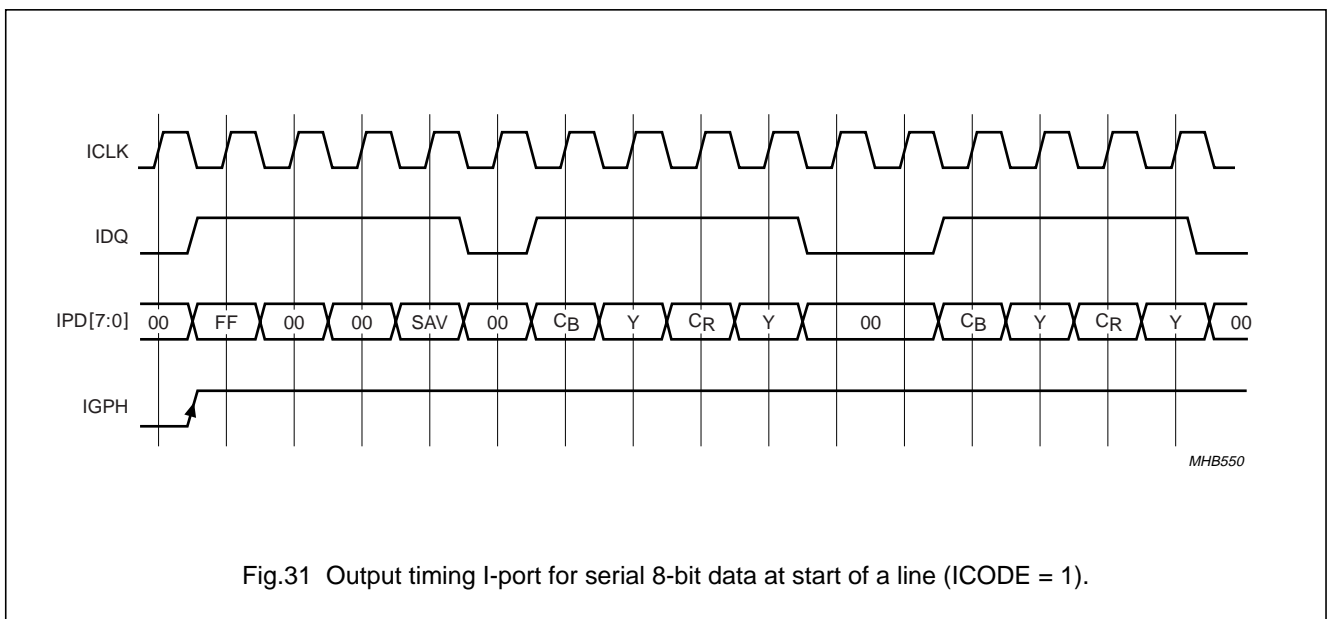 ICLK
IDQ
IPD[7:0] 00 FF 00 00 SAV 00 CB Y CR Y 00 CB Y CR Y 00
IGPH
MHB550
Fig.31 Output timing I-port for serial 8-bit data at start of a line (ICODE = 1).